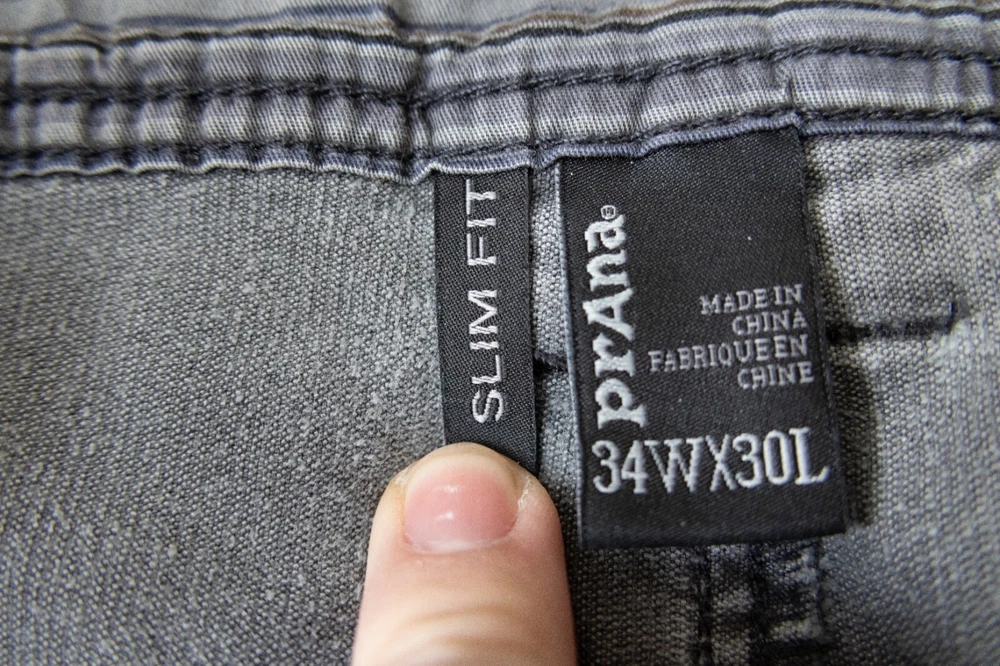 SLIM FIT
prAna®
MADE IN
CHINA
FABRIQUE EN
CHINE
34WX30L